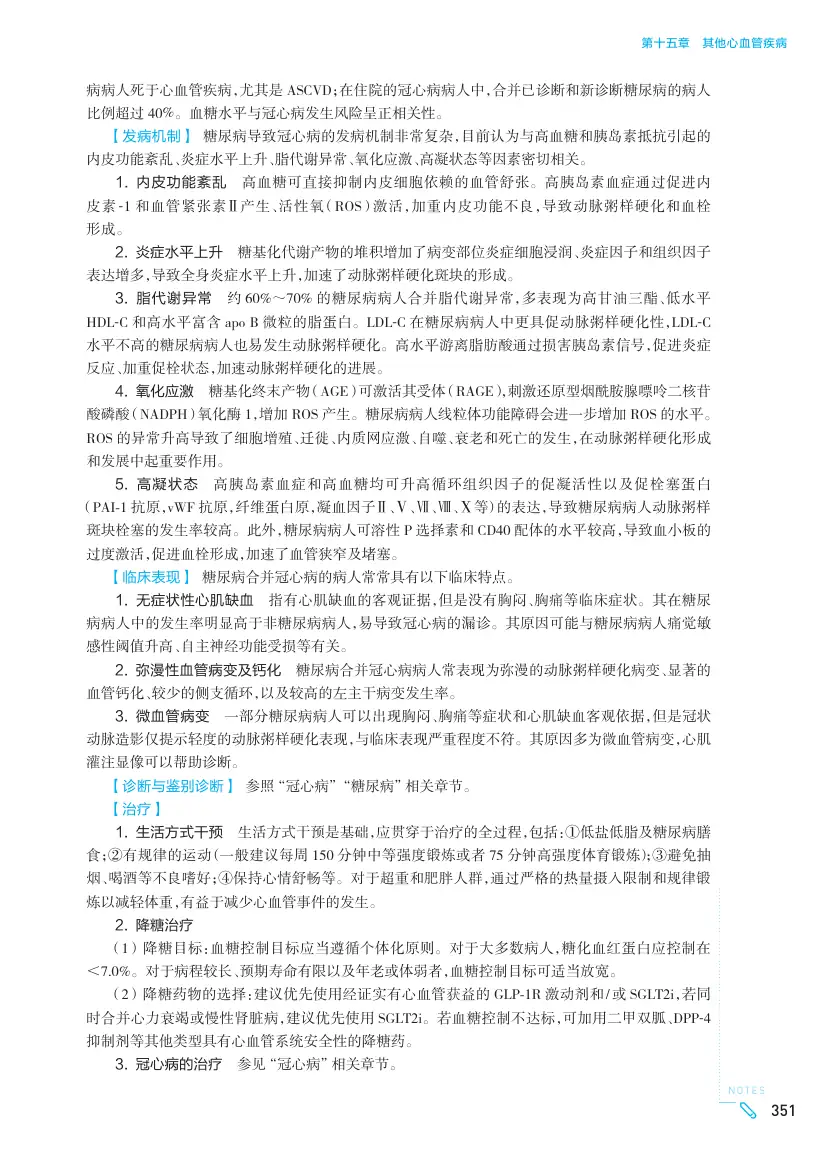 第十五章　其他心血管疾病
病病人死于心血管疾病，尤其是 ASCVD；在住院的冠心病病人中，合并已诊断和新诊断糖尿病的病人
比例超过 40%。血糖水平与冠心病发生风险呈正相关性。
【发病机制】 糖尿病导致冠心病的发病机制非常复杂，目前认为与高血糖和胰岛素抵抗引起的
内皮功能紊乱、炎症水平上升、脂代谢异常、氧化应激、高凝状态等因素密切相关。
1. 内皮功能紊乱　高血糖可直接抑制内皮细胞依赖的血管舒张。高胰岛素血症通过促进内
皮素 -1 和血管紧张素Ⅱ产生、活性氧（ROS）激活，加重内皮功能不良，导致动脉粥样硬化和血栓
形成。
2. 炎症水平上升　糖基化代谢产物的堆积增加了病变部位炎症细胞浸润、炎症因子和组织因子
表达增多，导致全身炎症水平上升，加速了动脉粥样硬化斑块的形成。
3. 脂代谢异常　约 60%～70% 的糖尿病病人合并脂代谢异常，多表现为高甘油三酯、低水平
HDL-C 和高水平富含 apo B 微粒的脂蛋白。LDL-C 在糖尿病病人中更具促动脉粥样硬化性，LDL-C
水平不高的糖尿病病人也易发生动脉粥样硬化。高水平游离脂肪酸通过损害胰岛素信号，促进炎症
反应、加重促栓状态，加速动脉粥样硬化的进展。
4. 氧化应激　糖基化终末产物（AGE）可激活其受体（RAGE），刺激还原型烟酰胺腺嘌呤二核苷
酸磷酸（NADPH）氧化酶 1，增加 ROS 产生。糖尿病病人线粒体功能障碍会进一步增加 ROS 的水平。
ROS 的异常升高导致了细胞增殖、迁徙、内质网应激、自噬、衰老和死亡的发生，在动脉粥样硬化形成
和发展中起重要作用。
5. 高凝状态　高胰岛素血症和高血糖均可升高循环组织因子的促凝活性以及促栓塞蛋白
（PAI-1 抗原，vWF 抗原，纤维蛋白原，凝血因子Ⅱ、Ⅴ、Ⅶ、Ⅷ、Ⅹ等）的表达，导致糖尿病病人动脉粥样
斑块栓塞的发生率较高。此外，糖尿病病人可溶性 P 选择素和 CD40 配体的水平较高，导致血小板的
过度激活，促进血栓形成，加速了血管狭窄及堵塞。
【临床表现】 糖尿病合并冠心病的病人常常具有以下临床特点。
1. 无症状性心肌缺血　指有心肌缺血的客观证据，但是没有胸闷、胸痛等临床症状。其在糖尿
病病人中的发生率明显高于非糖尿病病人，易导致冠心病的漏诊。其原因可能与糖尿病病人痛觉敏
感性阈值升高、自主神经功能受损等有关。
2. 弥漫性血管病变及钙化　糖尿病合并冠心病病人常表现为弥漫的动脉粥样硬化病变、显著的
血管钙化、较少的侧支循环，以及较高的左主干病变发生率。
3. 微血管病变　一部分糖尿病病人可以出现胸闷、胸痛等症状和心肌缺血客观依据，但是冠状
动脉造影仅提示轻度的动脉粥样硬化表现，与临床表现严重程度不符。其原因多为微血管病变，心肌
灌注显像可以帮助诊断。
【诊断与鉴别诊断】 参照“冠心病”“糖尿病”相关章节。
【治疗】
1. 生活方式干预　生活方式干预是基础，应贯穿于治疗的全过程，包括：①低盐低脂及糖尿病膳
食；②有规律的运动（一般建议每周 150 分钟中等强度锻炼或者 75 分钟高强度体育锻炼）；③避免抽
烟、喝酒等不良嗜好；④保持心情舒畅等。对于超重和肥胖人群，通过严格的热量摄入限制和规律锻
炼以减轻体重，有益于减少心血管事件的发生。
2. 降糖治疗
（1）降糖目标：血糖控制目标应当遵循个体化原则。对于大多数病人，糖化血红蛋白应控制在
＜7.0%。对于病程较长、预期寿命有限以及年老或体弱者，血糖控制目标可适当放宽。
（2）降糖药物的选择：建议优先使用经证实有心血管获益的 GLP-1R 激动剂和/或 SGLT2i，若同
时合并心力衰竭或慢性肾脏病，建议优先使用 SGLT2i。若血糖控制不达标，可加用二甲双胍、DPP-4
抑制剂等其他类型具有心血管系统安全性的降糖药。
3. 冠心病的治疗　参见“冠心病”相关章节。
NOTES
351